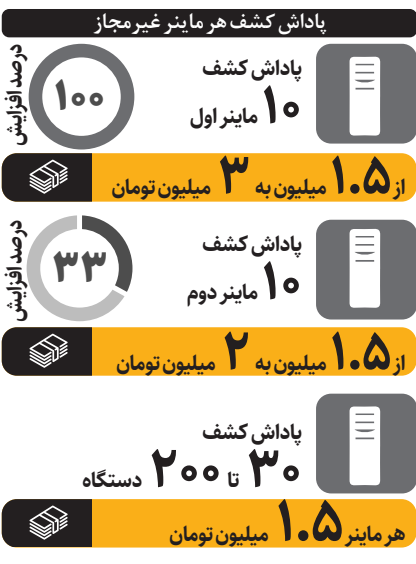 پاداش کشف هر ماینر غیرمجاز
پاداش کشف
۱۰ ماینر اول
۱۰۰
درصد افزایش
از ۱.۵ میلیون به ۳ میلیون تومان
پاداش کشف
۱۰ ماینر دوم
۳۳
درصد افزایش
از ۱.۵ میلیون به ۲ میلیون تومان
پاداش کشف
۳۰ تا ۲۰۰ دستگاه
هر ماینر ۱.۵ میلیون تومان